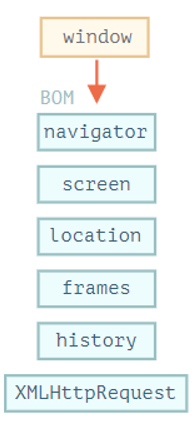 window
BOM
navigator
screen
location
frames
history
XMLHttpRequest